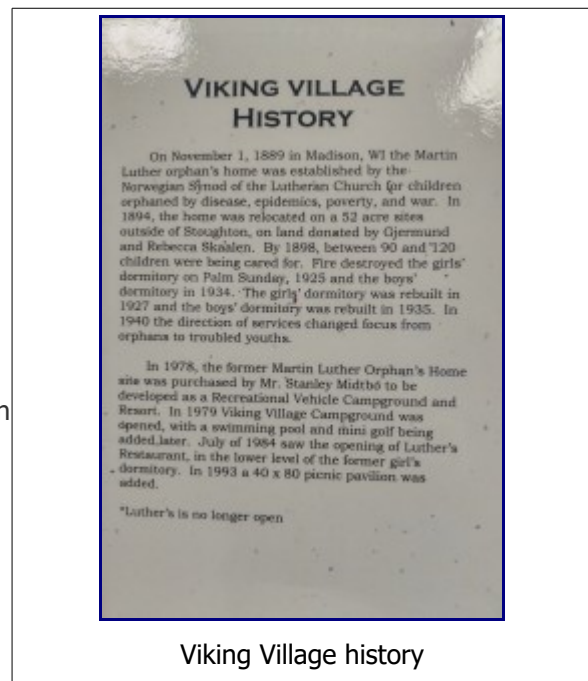 VIKING VILLAGE
HISTORY
On November 1, 1889 in Madison, WI the Martin
Luther orphan's home was established by the
Norwegian Synod of the Lutheran Church for children
orphaned by disease, epidemics, poverty, and war. In
1894, the home was relocated on a 52 acre sites
outside of Stoughton, on land donated by Gjermund
and Rebecca Skaalen. By 1898, between 90 and 120
children were being cared for. Fire destroyed the girls'
dormitory on Palm Sunday, 1925 and the boys'
dormitory in 1934. The girls' dormitory was rebuilt in
1927 and the boys' dormitory was rebuilt in 1935. In
1940 the direction of services changed focus from
orphans to troubled youths.
In 1978, the former Martin Luther Orphan's Home
site was purchased by Mr. Stanley Midtbo to be
developed as a Recreational Vehicle Campground and
Resort. In 1979 Viking Village Campground was
opened, with a swimming pool and mini golf being
added later. July of 1984 saw the opening of Luther's
Restaurant, in the lower level of the former girl's
dormitory. In 1993 a 40 x 80 picnic pavilion was
added.
*Luther's is no longer open
Viking Village history